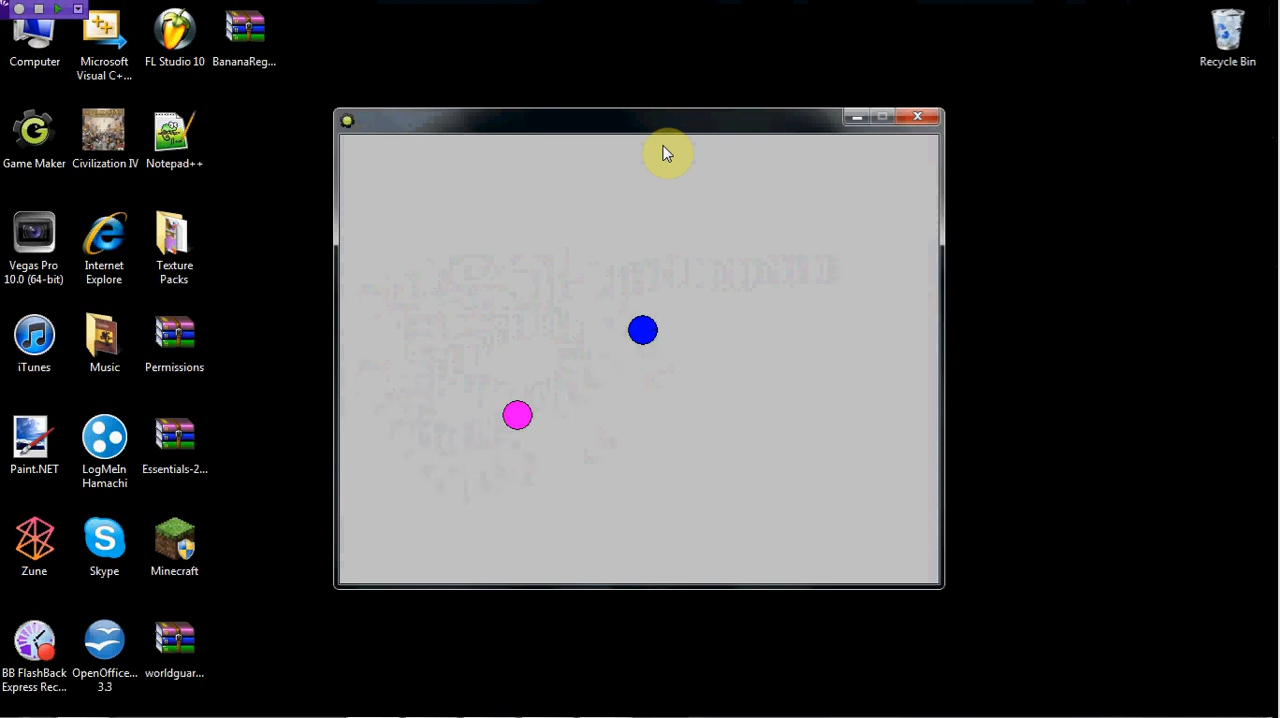 Computer
Microsoft
Visual C+...
FL Studio 10
BananaReg...
Recycle Bin
Game Maker
Civilization IV
Notepad++
Vegas Pro
10.0 (64-bit)
Internet
Explore
Texture
Packs
iTunes
Music
Permissions
Paint.NET
LogMeIn
Hamachi
Essentials-2...
Zune
Skype
Minecraft
BB FlashBack
Express Rec...
OpenOffice...
3.3
worldguar...